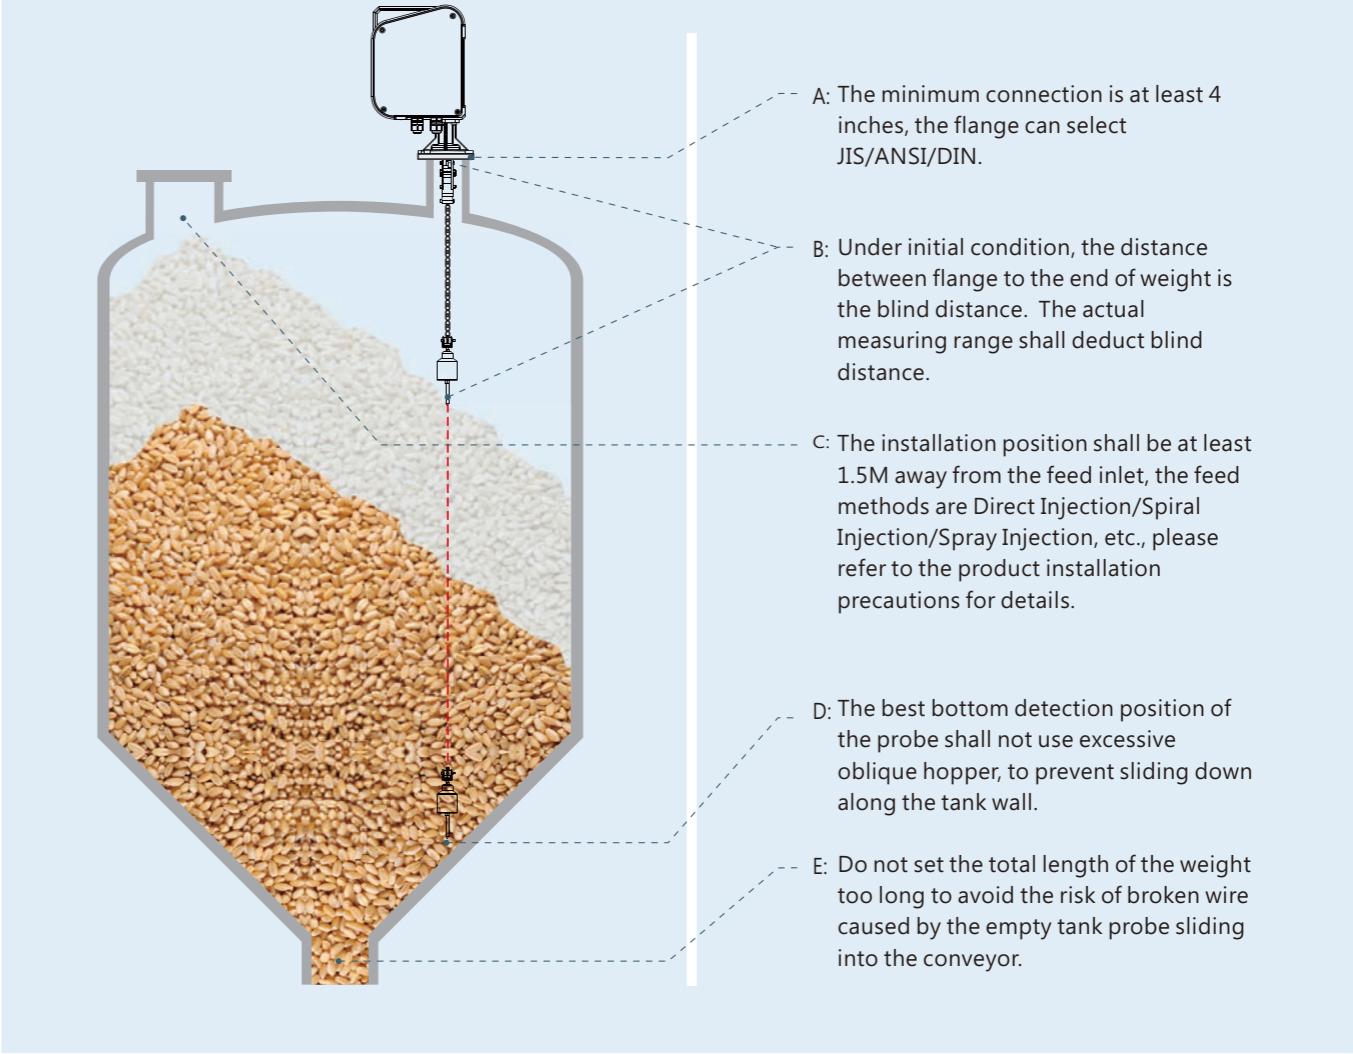 A: The minimum connection is at least 4
inches, the flange can select
JIS/ANSI/DIN.
B: Under initial condition, the distance
between flange to the end of weight is
the blind distance.  The actual
measuring range shall deduct blind
distance.
C: The installation position shall be at least
1.5M away from the feed inlet, the feed
methods are Direct Injection/Spiral
Injection/Spray Injection, etc., please
refer to the product installation
precautions for details.
D: The best bottom detection position of
the probe shall not use excessive
oblique hopper, to prevent sliding down
along the tank wall.
E: Do not set the total length of the weight
too long to avoid the risk of broken wire
caused by the empty tank probe sliding
into the conveyor.